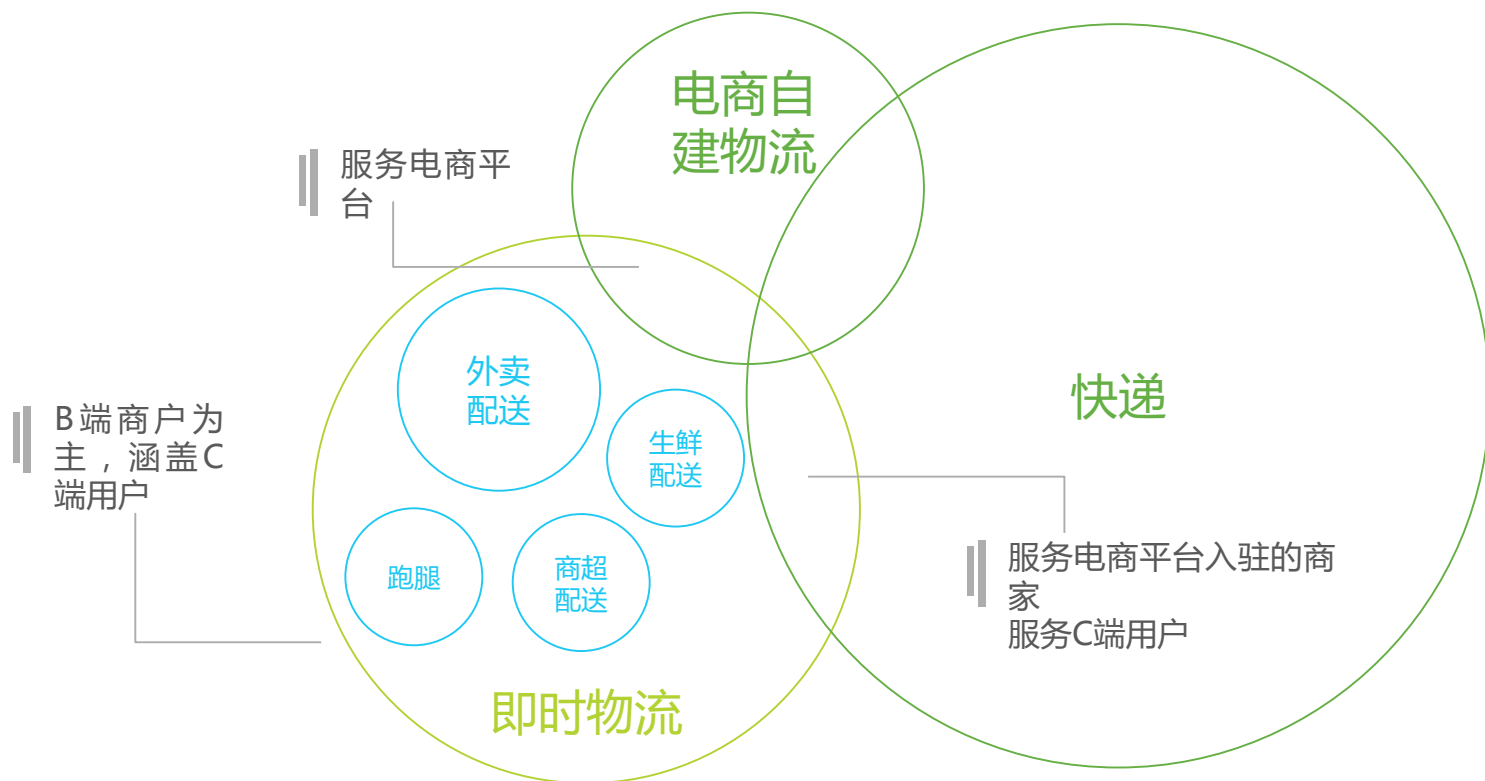 电商自
建物流
服务电商平
台
外卖
配送
快递
B端商户为
主，涵盖C
端用户
生鲜
配送
跑腿
商超
配送
服务电商平台入驻的商
家
服务C端用户
即时物流